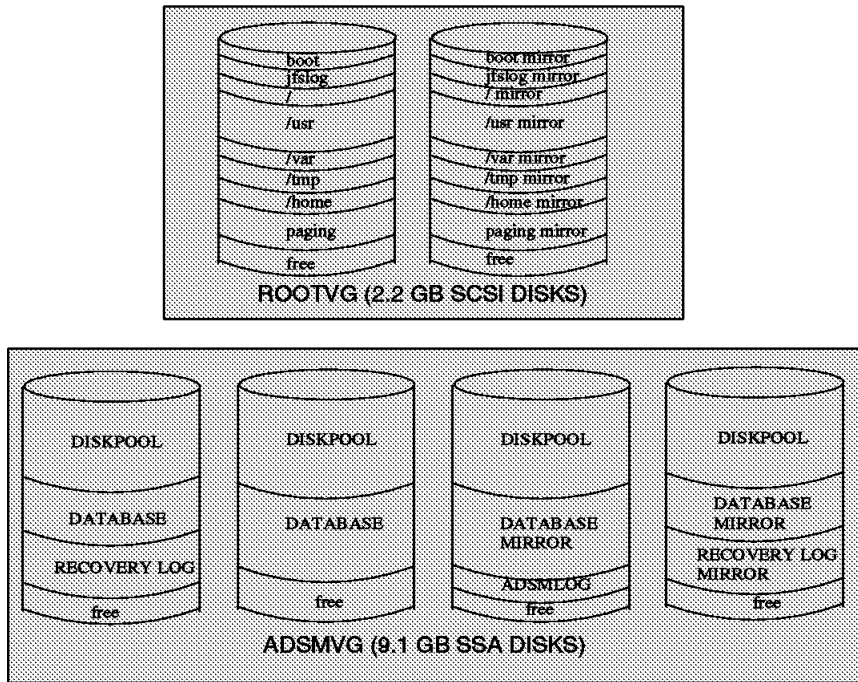 boot
jfslog
/
/usr
/var
/tmp
/home
paging
free
boot mirror
jfslog mirror
/ mirror
/usr mirror
/var mirror
/tmp mirror
/home mirror
paging mirror
free
ROOTVG (2.2 GB SCSI DISKS)
DISKPOOL
DATABASE
RECOVERY LOG
free
DISKPOOL
DATABASE
free
DISKPOOL
DATABASE
MIRROR
ADSMLOG
free
DISKPOOL
DATABASE
MIRROR
RECOVERY LOG
MIRROR
free
ADSMVG (9.1 GB SSA DISKS)